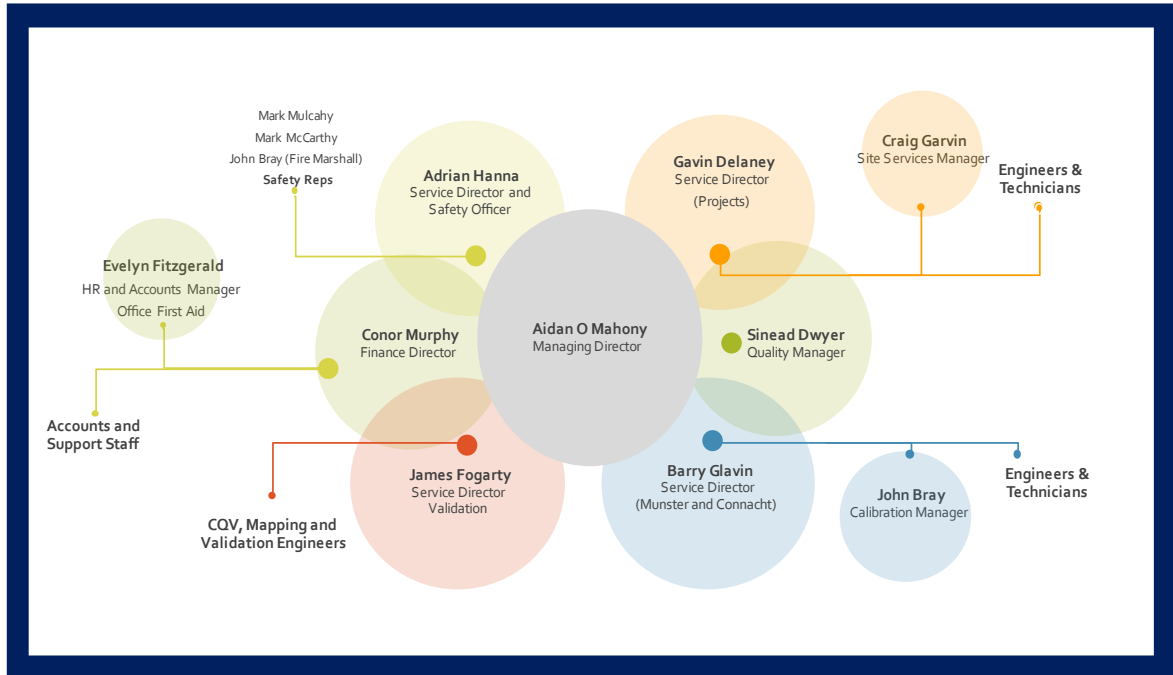 Mark Mulcahy
Mark McCarthy
John Bray (Fire Marshall)
Safety Reps
Adrian Hanna
Service Director and
Safety Officer
Gavin Delaney
Service Director
(Projects)
Craig Garvin
Site Services Manager
Engineers &
Technicians
Evelyn Fitzgerald
HR and Accounts Manager
Office First Aid
Conor Murphy
Finance Director
Aidan O Mahony
Managing Director
Sinead Dwyer
Quality Manager
Accounts and
Support Staff
James Fogarty
Service Director
Validation
Barry Glavin
Service Director
(Munster and Connacht)
John Bray
Calibration Manager
Engineers &
Technicians
CQV, Mapping and
Validation Engineers